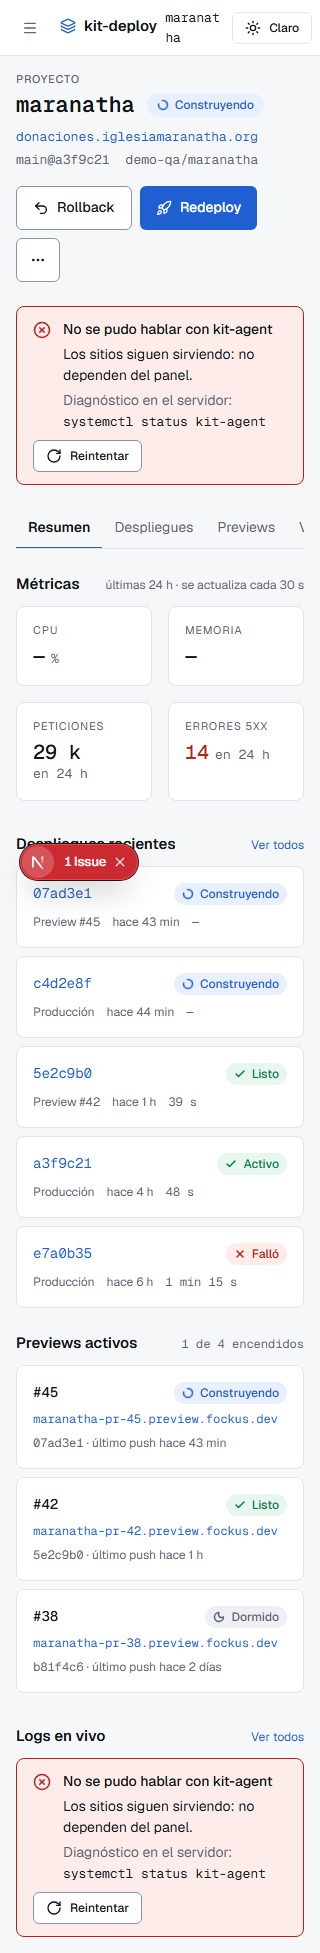 kit-deploy
maranat
ha
Claro
PROYECTO
maranatha
Construyendo
donaciones.iglesiamaranatha.org
main@a3f9c21 demo-qa/maranatha
Rollback
Redeploy
...
No se pudo hablar con kit-agent
Los sitios siguen sirviendo: no
dependen del panel.
Diagnóstico en el servidor:
systemctl status kit-agent
Reintentar
Resumen Despliegues Previews
Métricas
últimas 24 h · se actualiza cada 30 s
CPU
– %
MEMORIA
–
PETICIONES
29 k
en 24 h
ERRORES 5XX
14 en 24 h
Despliegues recientes
Ver todos
1 Issue
07ad3e1
Construyendo
Preview #45 hace 43 min –
c4d2e8f
Construyendo
Producción hace 44 min –
5e2c9b0
Listo
Preview #42 hace 1 h 39 s
a3f9c21
Activo
Producción hace 4 h 48 s
e7a0b35
Falló
Producción hace 6 h 1 min 15 s
Previews activos
1 de 4 encendidos
#45
Construyendo
maranatha-pr-45.preview.fockus.dev
07ad3e1 · último push hace 43 min
#42
Listo
maranatha-pr-42.preview.fockus.dev
5e2c9b0 · último push hace 1 h
#38
Dormido
maranatha-pr-38.preview.fockus.dev
b81f4c6 · último push hace 2 días
Logs en vivo
Ver todos
No se pudo hablar con kit-agent
Los sitios siguen sirviendo: no
dependen del panel.
Diagnóstico en el servidor:
systemctl status kit-agent
Reintentar